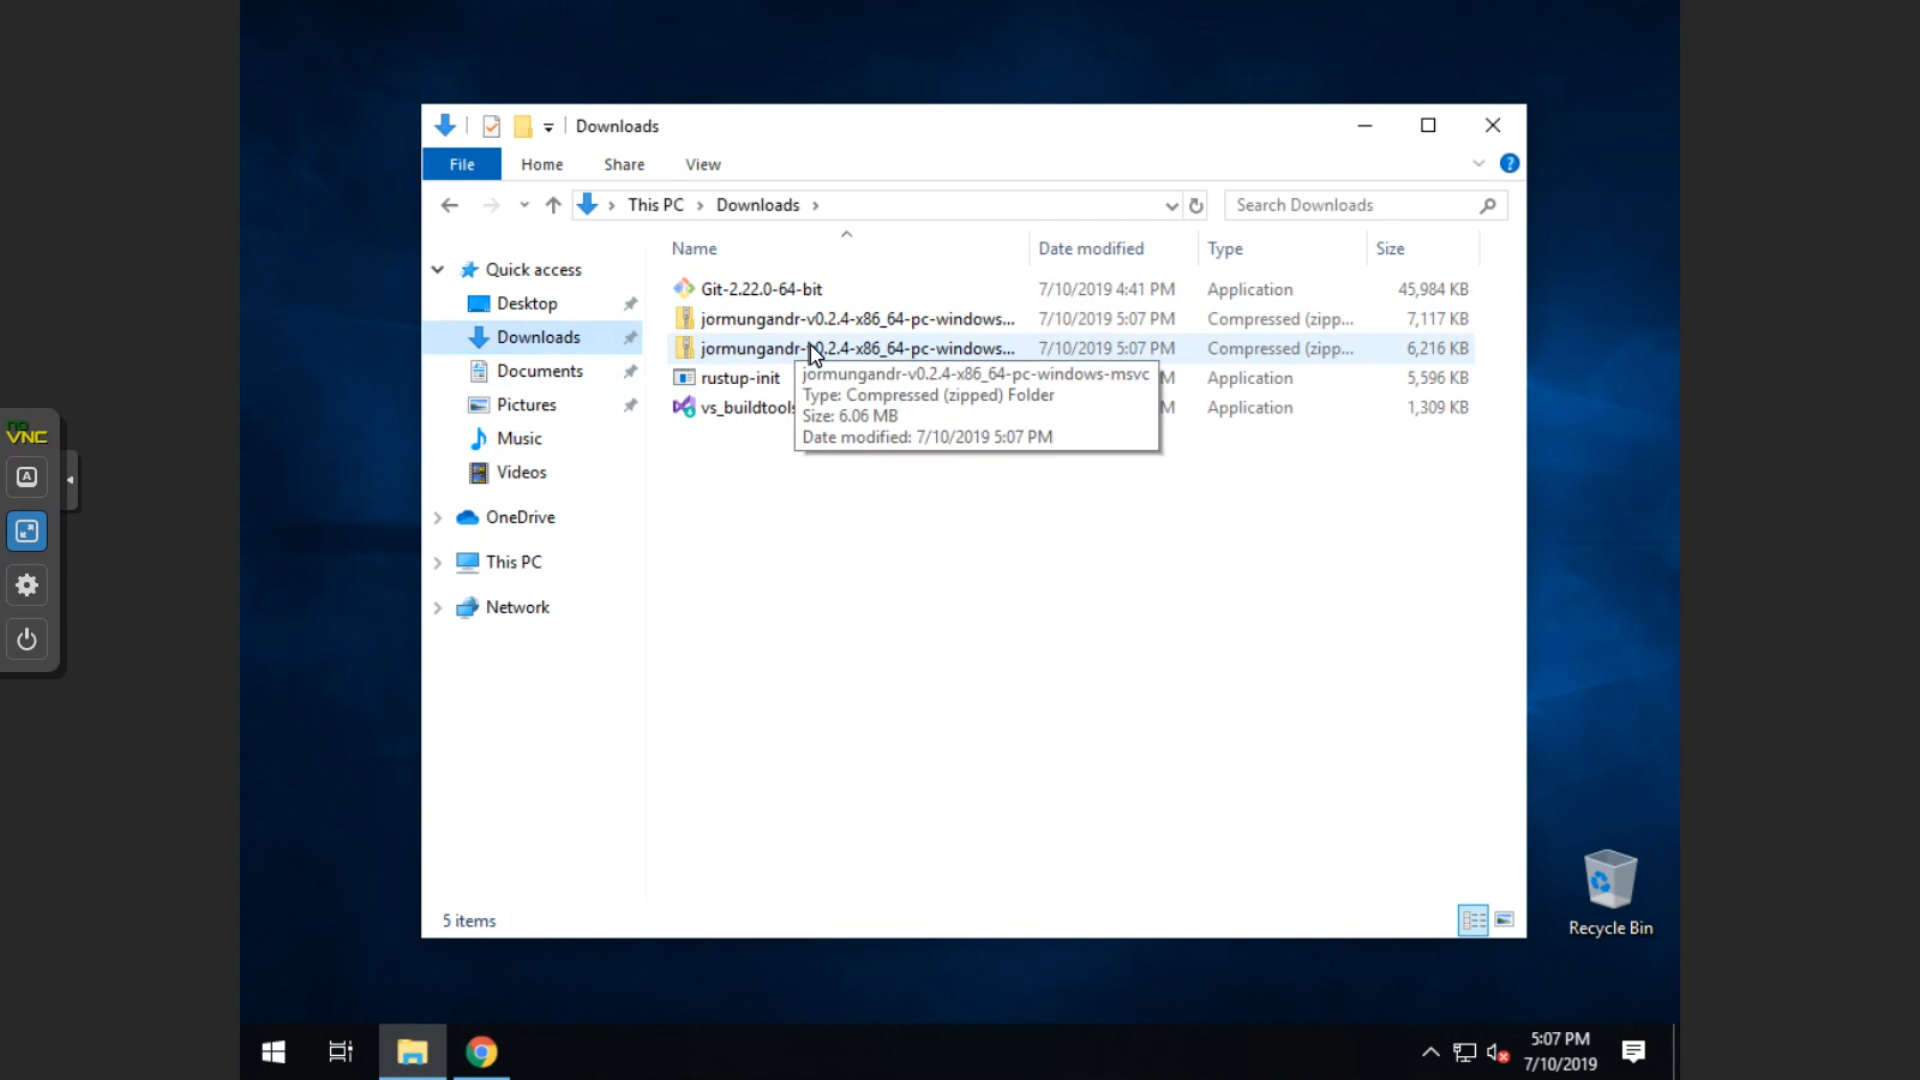 Downloads
File
Home
Share
View
This PC
Downloads
Search Downloads
Name
Date modified
Type
Size
Quick access
Desktop
Downloads
Documents
Pictures
Music
Videos
OneDrive
This PC
Network
Git-2.22.0-64-bit 7/10/2019 4:41 PM Application 45,984 KB
jormungandr-v0.2.4-x86_64-pc-windows... 7/10/2019 5:07 PM Compressed (zipp... 7,117 KB
jormungandr-v0.2.4-x86_64-pc-windows... 7/10/2019 5:07 PM Compressed (zipp... 6,216 KB
rustup-init M Application 5,596 KB
vs_buildtools M Application 1,309 KB
jormungandr-v0.2.4-x86_64-pc-windows-msvc
Type: Compressed (zipped) Folder
Size: 6.06 MB
Date modified: 7/10/2019 5:07 PM
5 items
noVNC
A
Recycle Bin
5:07 PM
7/10/2019